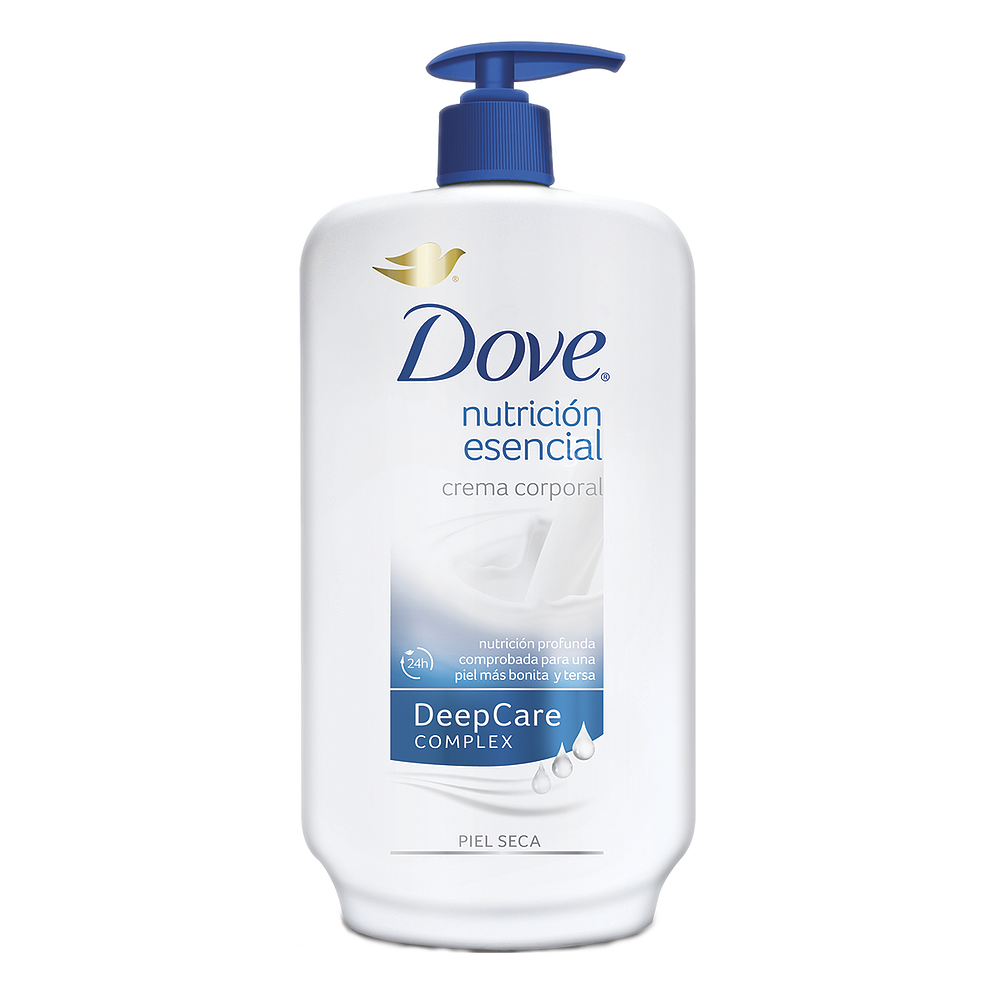 Dove®
nutrición
esencial
crema corporal
nutrición profunda
comprobada para una
piel más bonita y tersa
24h
DeepCare
COMPLEX
PIEL SECA